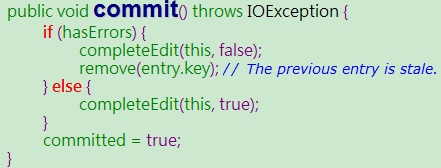 public void commit() throws IOException {
if (hasErrors) {
completeEdit(this, false);
remove(entry.key); // The previous entry is stale.
} else {
completeEdit(this, true);
}
committed = true;
}